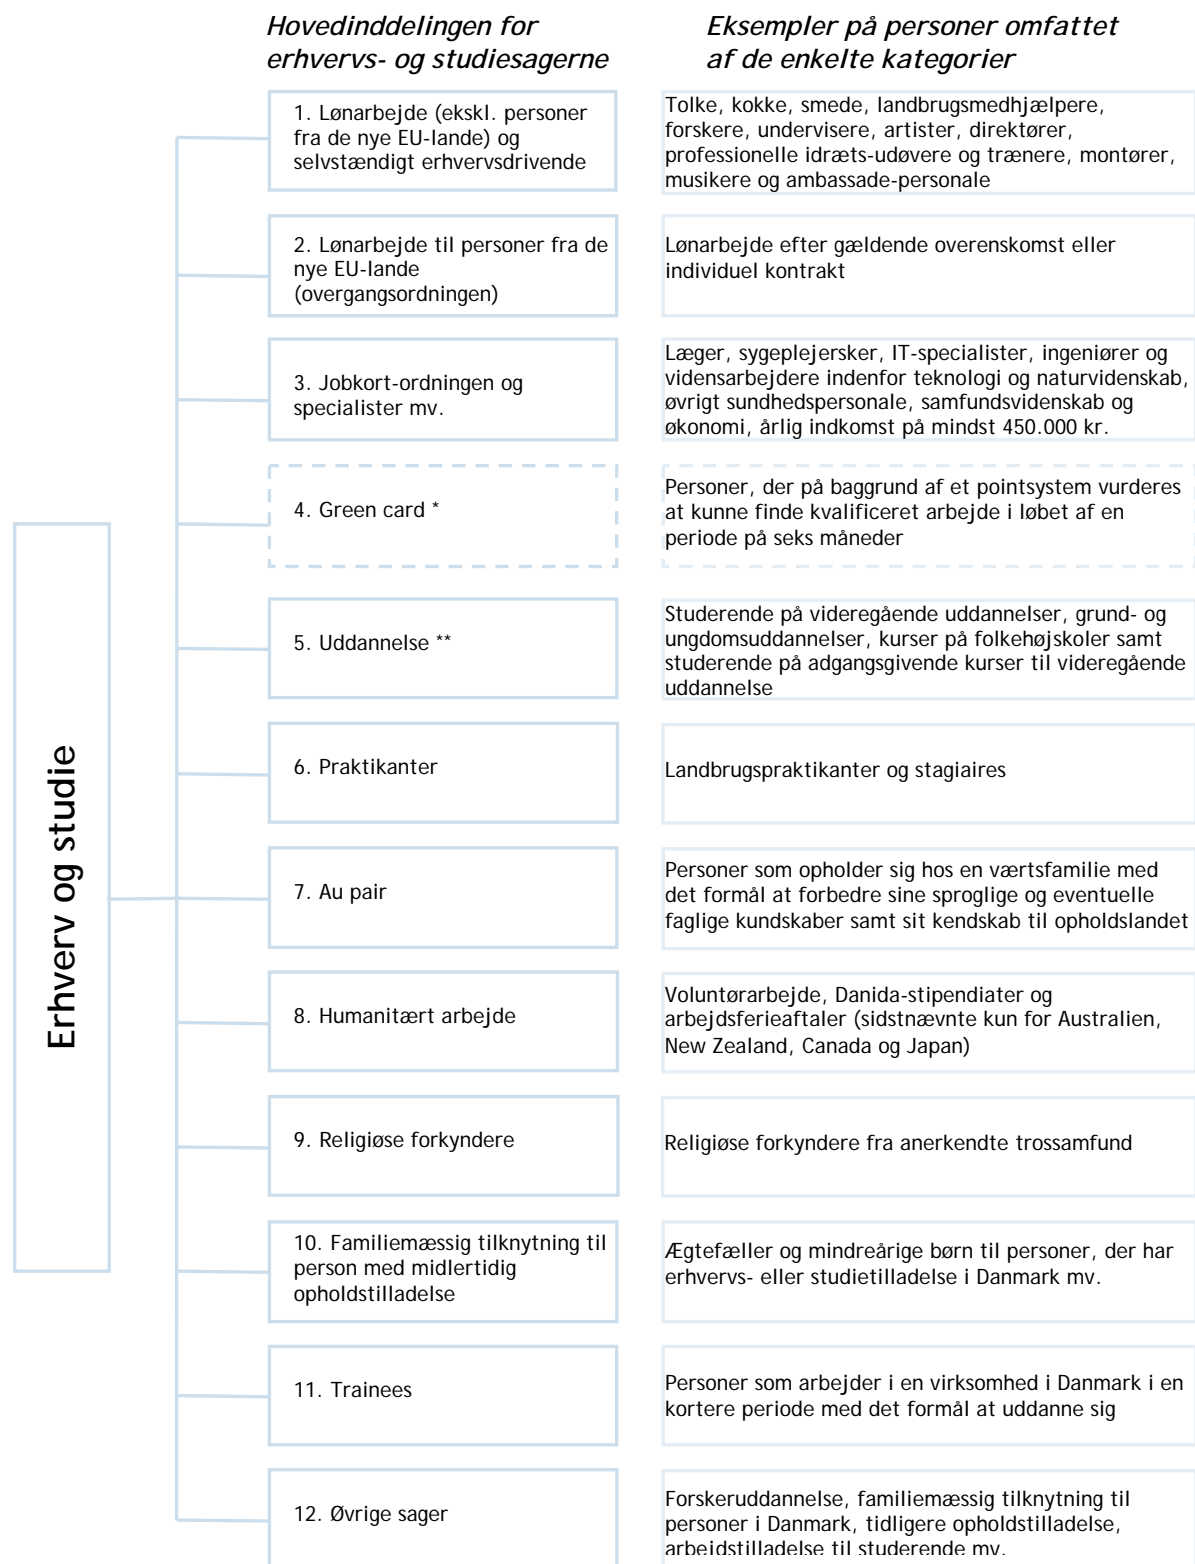 Hovedinddelingen for
erhvervs- og studiesagerne
Eksempler på personer omfattet
af de enkelte kategorier
Erhverv og studie
1. Lønarbejde (ekskl. personer
fra de nye EU-lande) og
selvstændigt erhvervsdrivende
Tolke, kokke, smede, landbrugsmedhjælpere,
forskere, undervisere, artister, direktører,
professionelle idræts-udøvere og trænere, montører,
musikere og ambassade-personale
2. Lønarbejde til personer fra de
nye EU-lande
(overgangsordningen)
Lønarbejde efter gældende overenskomst eller
individuel kontrakt
3. Jobkort-ordningen og
specialister mv.
Læger, sygeplejersker, IT-specialister, ingeniører og
vidensarbejdere indenfor teknologi og naturvidenskab,
øvrigt sundhedspersonale, samfundsvidenskab og
økonomi, årlig indkomst på mindst 450.000 kr.
4. Green card *
Personer, der på baggrund af et pointsystem vurderes
at kunne finde kvalificeret arbejde i løbet af en
periode på seks måneder
5. Uddannelse **
Studerende på videregående uddannelser, grund- og
ungdomsuddannelser, kurser på folkehøjskoler samt
studerende på adgangsgivende kurser til videregående
uddannelse
6. Praktikanter
Landbrugspraktikanter og stagiaires
7. Au pair
Personer som opholder sig hos en værtsfamilie med
det formål at forbedre sine sproglige og eventuelle
faglige kundskaber samt sit kendskab til opholdslandet
8. Humanitært arbejde
Voluntørarbejde, Danida-stipendiater og
arbejdsferieaftaler (sidstnævnte kun for Australien,
New Zealand, Canada og Japan)
9. Religiøse forkyndere
Religiøse forkyndere fra anerkendte trossamfund
10. Familiemæssig tilknytning til
person med midlertidig
opholdstilladelse
Ægtefæller og mindreårige børn til personer, der har
erhvervs- eller studietilladelse i Danmark mv.
11. Trainees
Personer som arbejder i en virksomhed i Danmark i en
kortere periode med det formål at uddanne sig
12. Øvrige sager
Forskeruddannelse, familiemæssig tilknytning til
personer i Danmark, tidligere opholdstilladelse,
arbejdstilladelse til studerende mv.